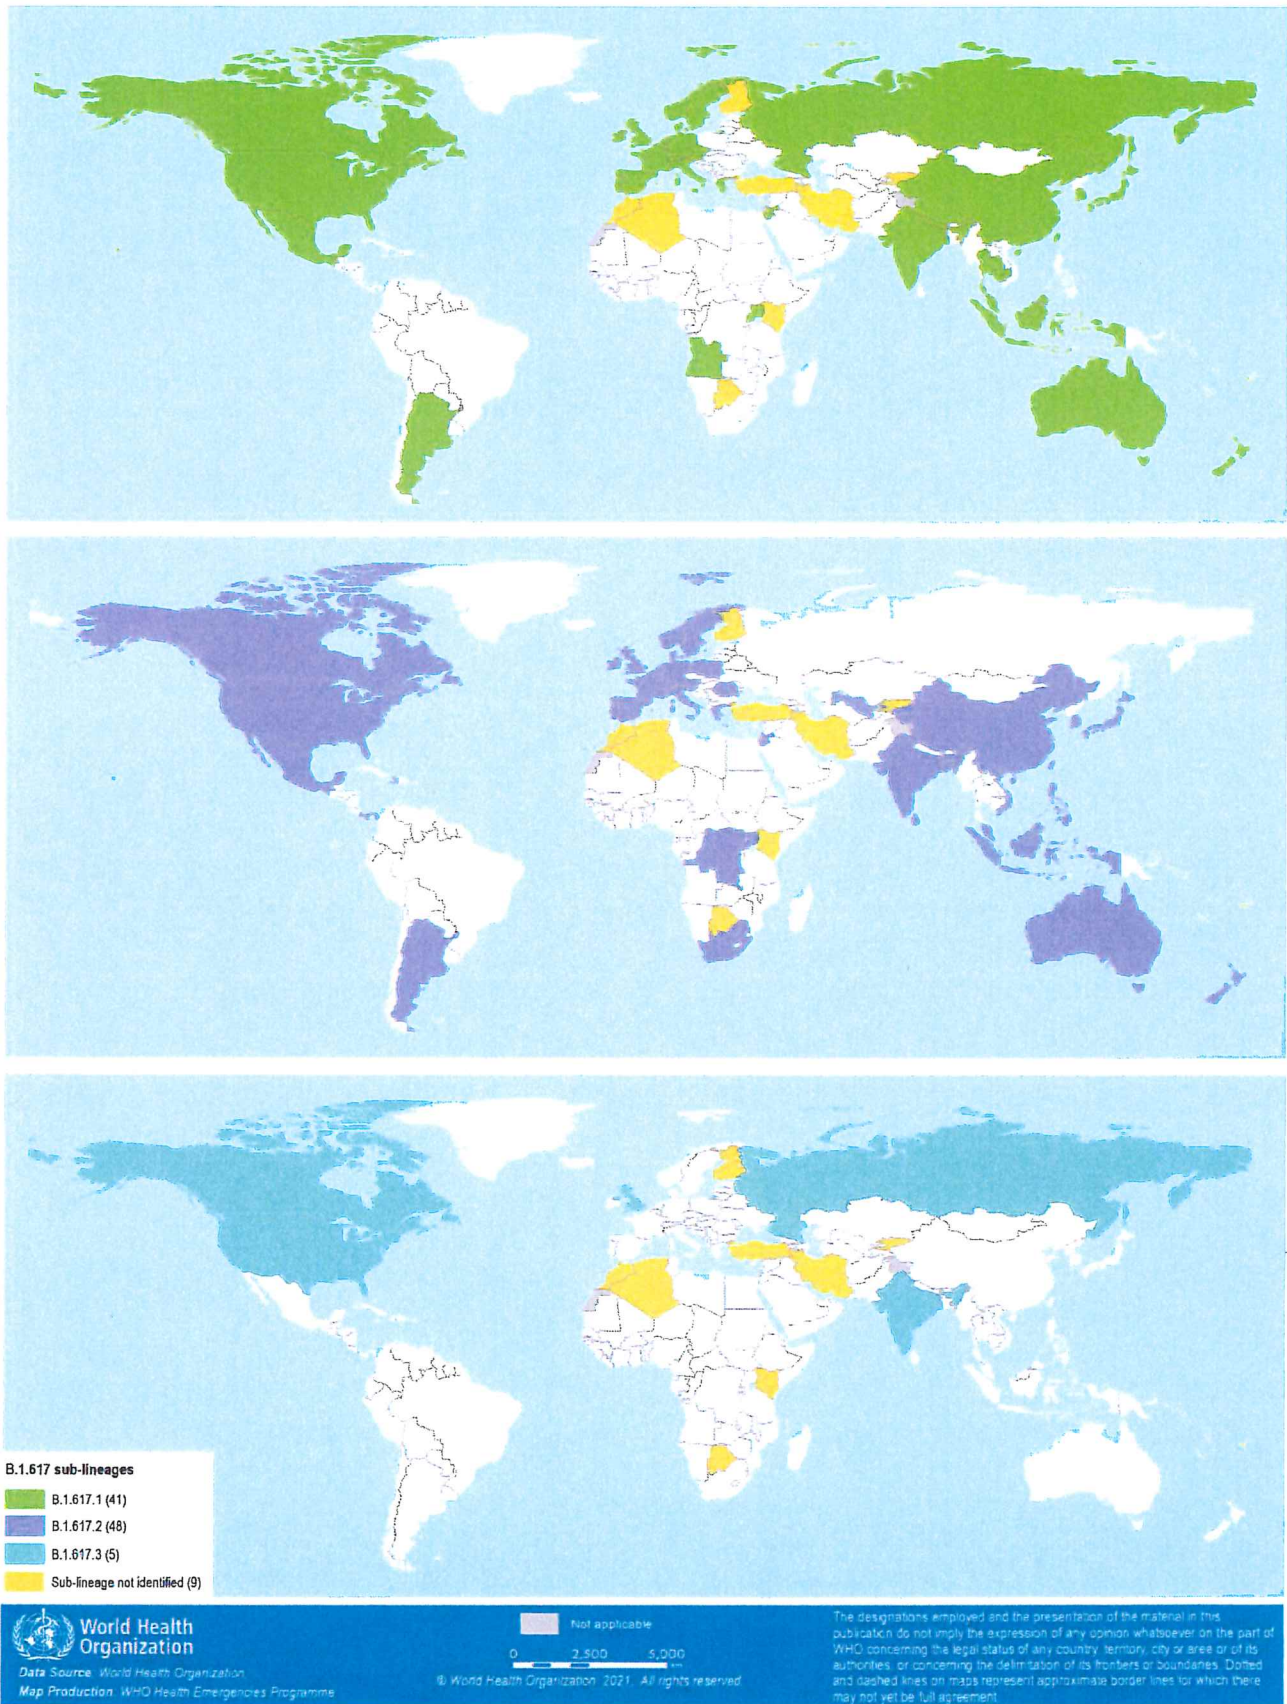 B.1.617 sub-lineages
B.1.617.1 (41)
B.1.617.2 (48)
B.1.617.3 (5)
Sub-lineage not identified (9)
World Health
Organization
Data Source: World Health Organization,
Map Production: WHO Health Emergencies Programme
Not applicable
0 2,500 5,000
km
© World Health Organization 2021. All rights reserved.
The designations employed and the presentation of the material in this
publication do not imply the expression of any opinion whatsoever on the part of
WHO concerning the legal status of any country, territory, city or area or of its
authorities, or concerning the delimitation of its frontiers or boundaries. Dotted
and dashed lines on maps represent approximate border lines for which there
may not yet be full agreement.